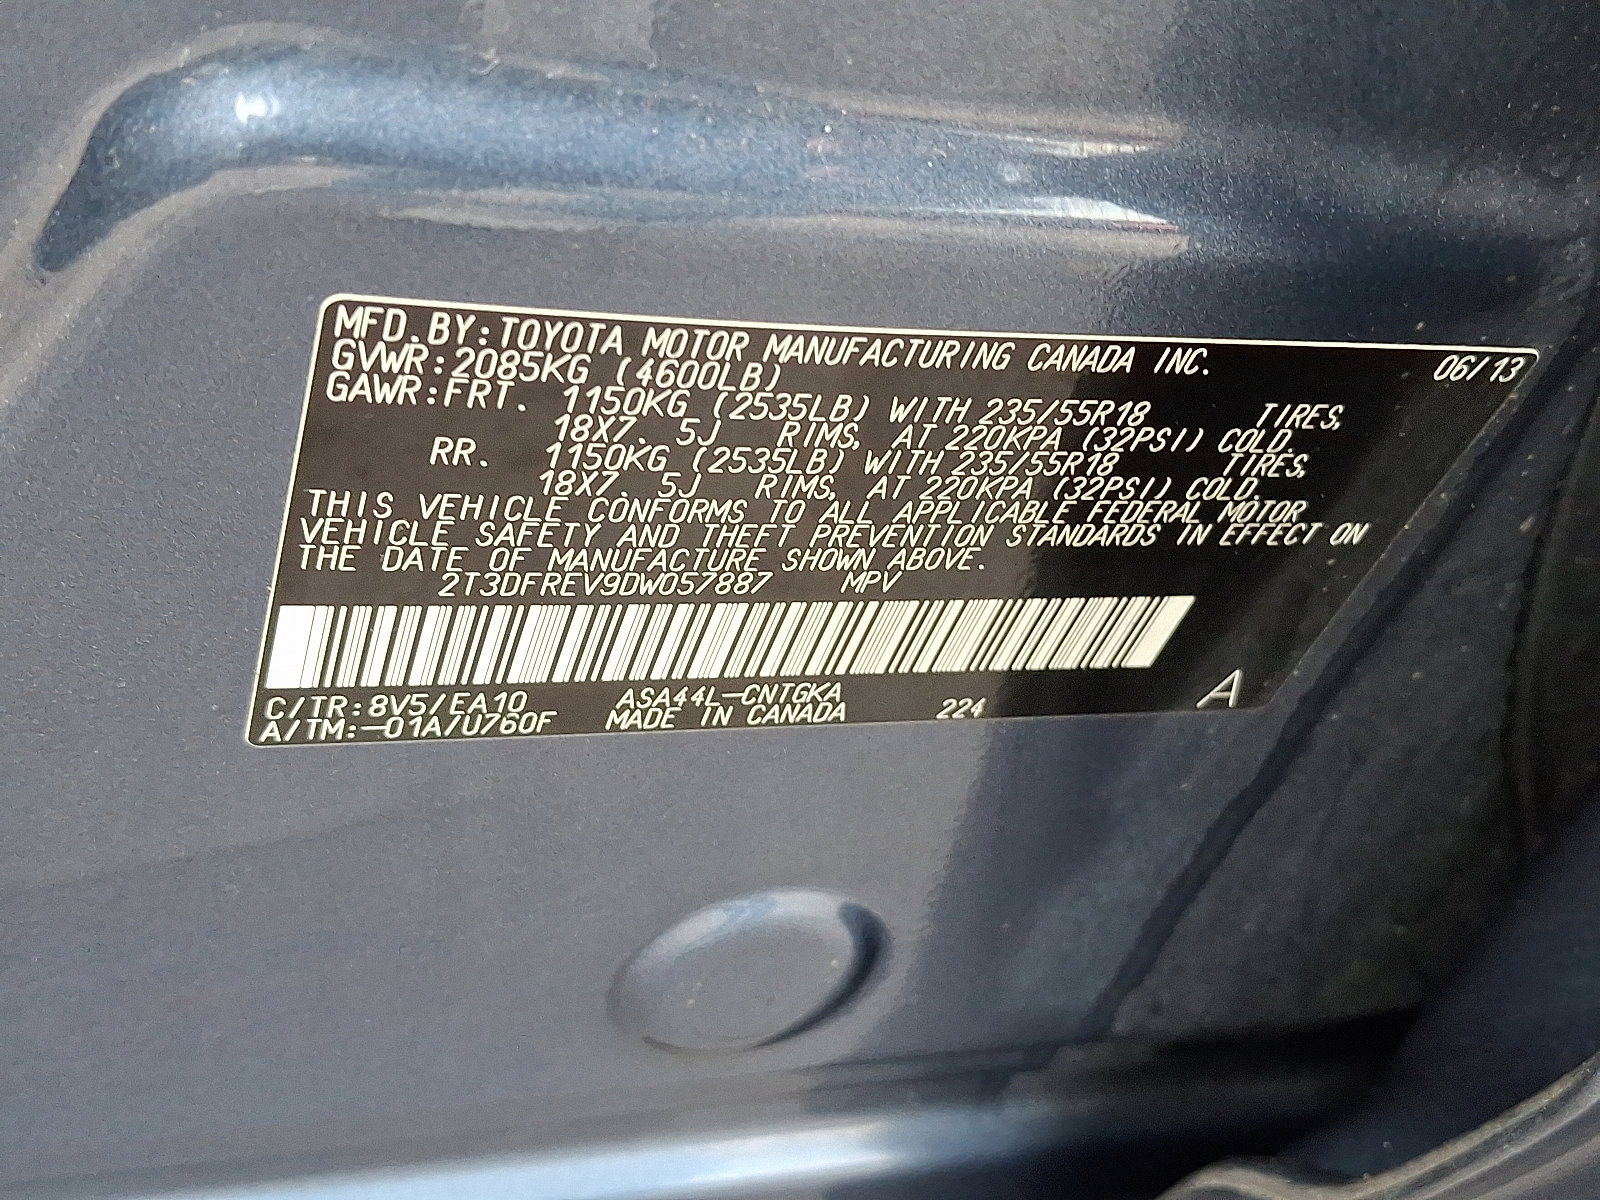 MFD. BY: TOYOTA MOTOR MANUFACTURING CANADA INC. 06/13
GVWR: 2085KG (4600LB)
GAWR: FRT. 1150KG (2535LB) WITH 235/55R18 TIRES,
18X7. 5J RIMS, AT 220KPA (32PSI) COLD.
RR. 1150KG (2535LB) WITH 235/55R18 TIRES,
18X7. 5J RIMS, AT 220KPA (32PSI) COLD.
THIS VEHICLE CONFORMS TO ALL APPLICABLE FEDERAL MOTOR
VEHICLE SAFETY AND THEFT PREVENTION STANDARDS IN EFFECT ON
THE DATE OF MANUFACTURE SHOWN ABOVE.
2T3DFREV9DW057887 MPV
C/TR: 8V5/EA10 ASA44L-CNTGKA
A/TM: -01A/U760F MADE IN CANADA 224 A